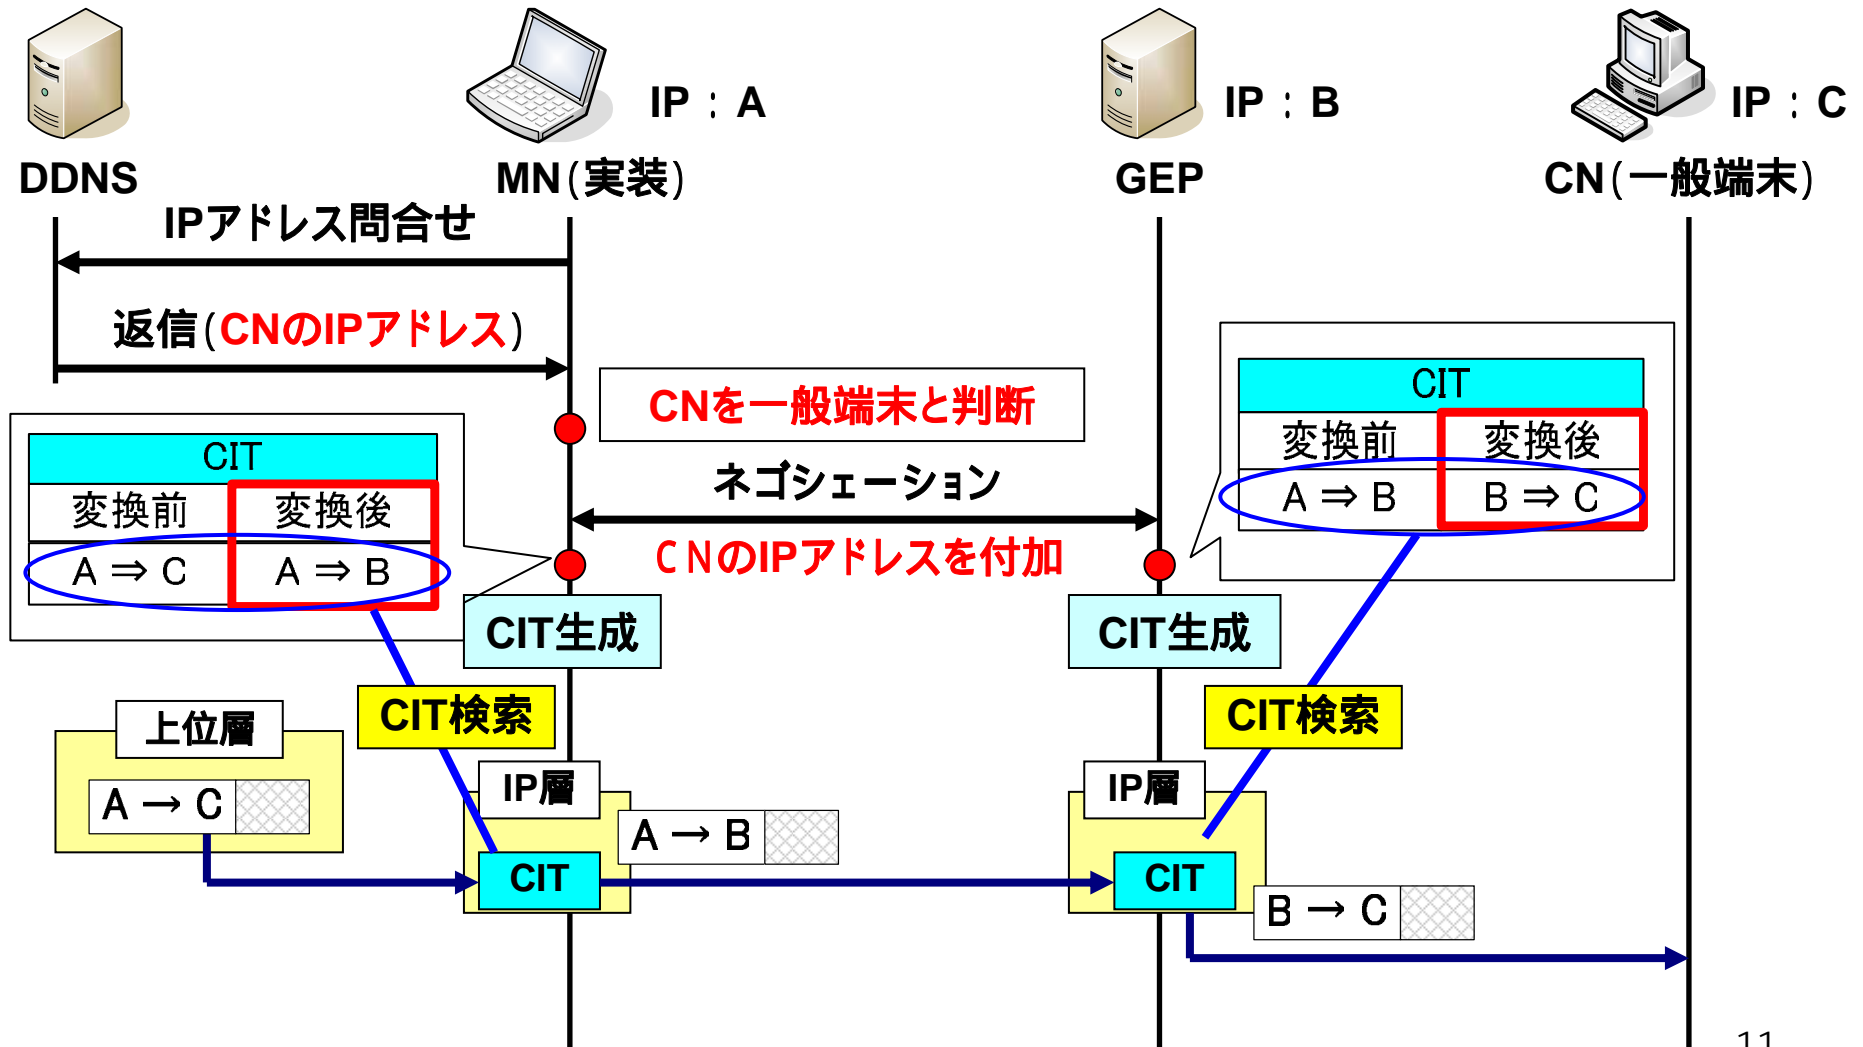 IP：A
IP：B
IP：C
DDNS
MN(実装)
GEP
CN(一般端末)
IPアドレス問合せ
返信(CNのIPアドレス)
CNを一般端末と判断
CIT
変換前 変換後
A ⇒ B B ⇒ C
CIT
変換前 変換後
A ⇒ C A ⇒ B
ネゴシェーション
CNのIPアドレスを付加
CIT生成
CIT生成
CIT検索
CIT検索
上位層
A → C
IP層
CIT
A → B
IP層
CIT
B → C
11